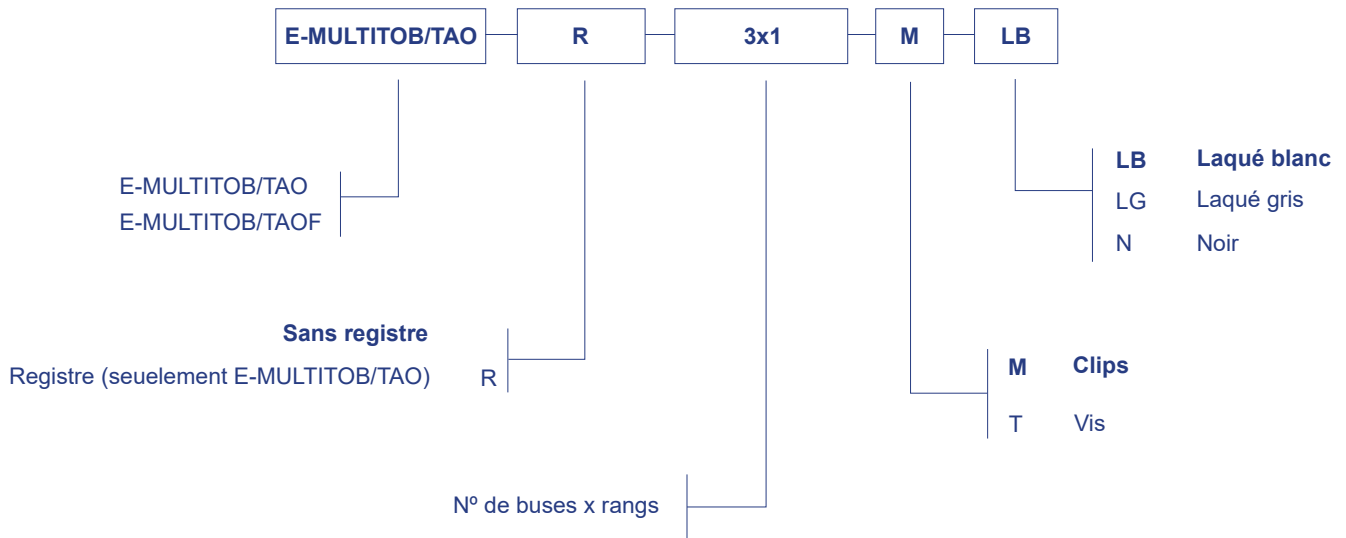 E-MULTITOB/TAO R 3x1 M LB
E-MULTITOB/TAO
E-MULTITOB/TAOF
LB Laqué blanc
LG Laqué gris
N Noir
Sans registre
Registre (seuelement E-MULTITOB/TAO) R
M Clips
T Vis
Nº de buses x rangs